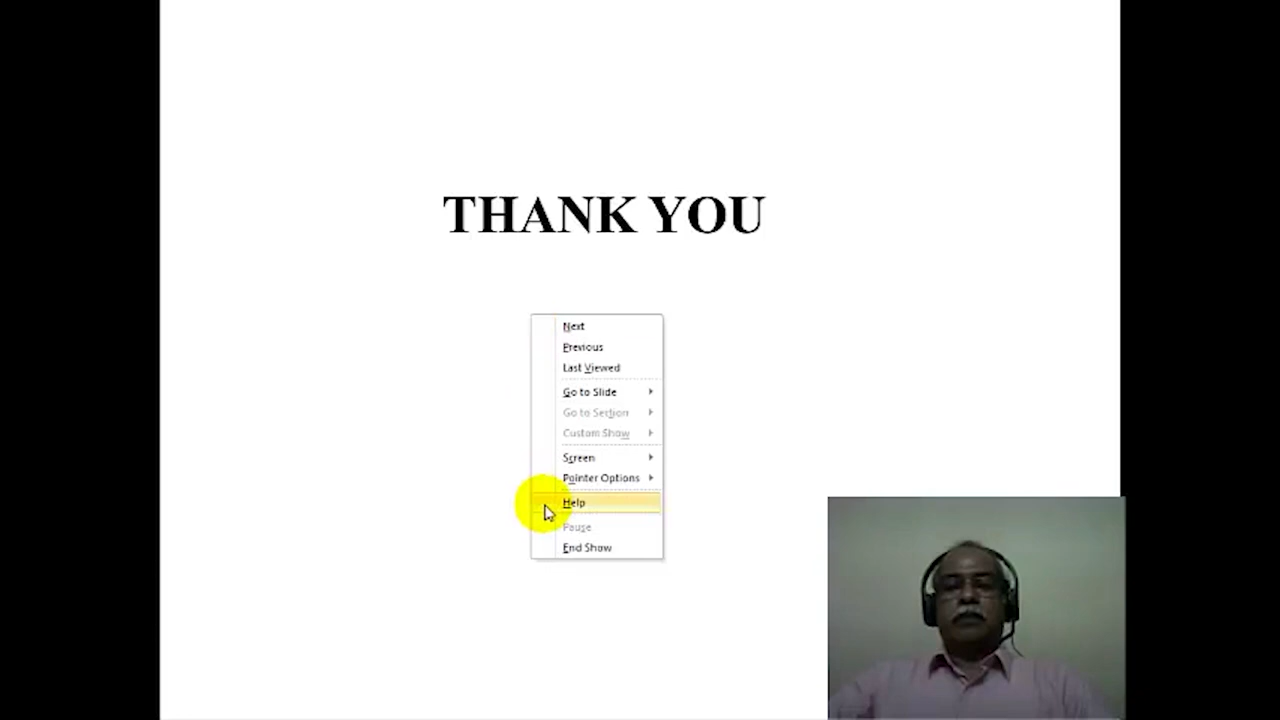 THANK YOU
Next
Previous
Last Viewed
Go to Slide
Go to Section
Custom Show
Screen
Pointer Options
Help
Pause
End Show